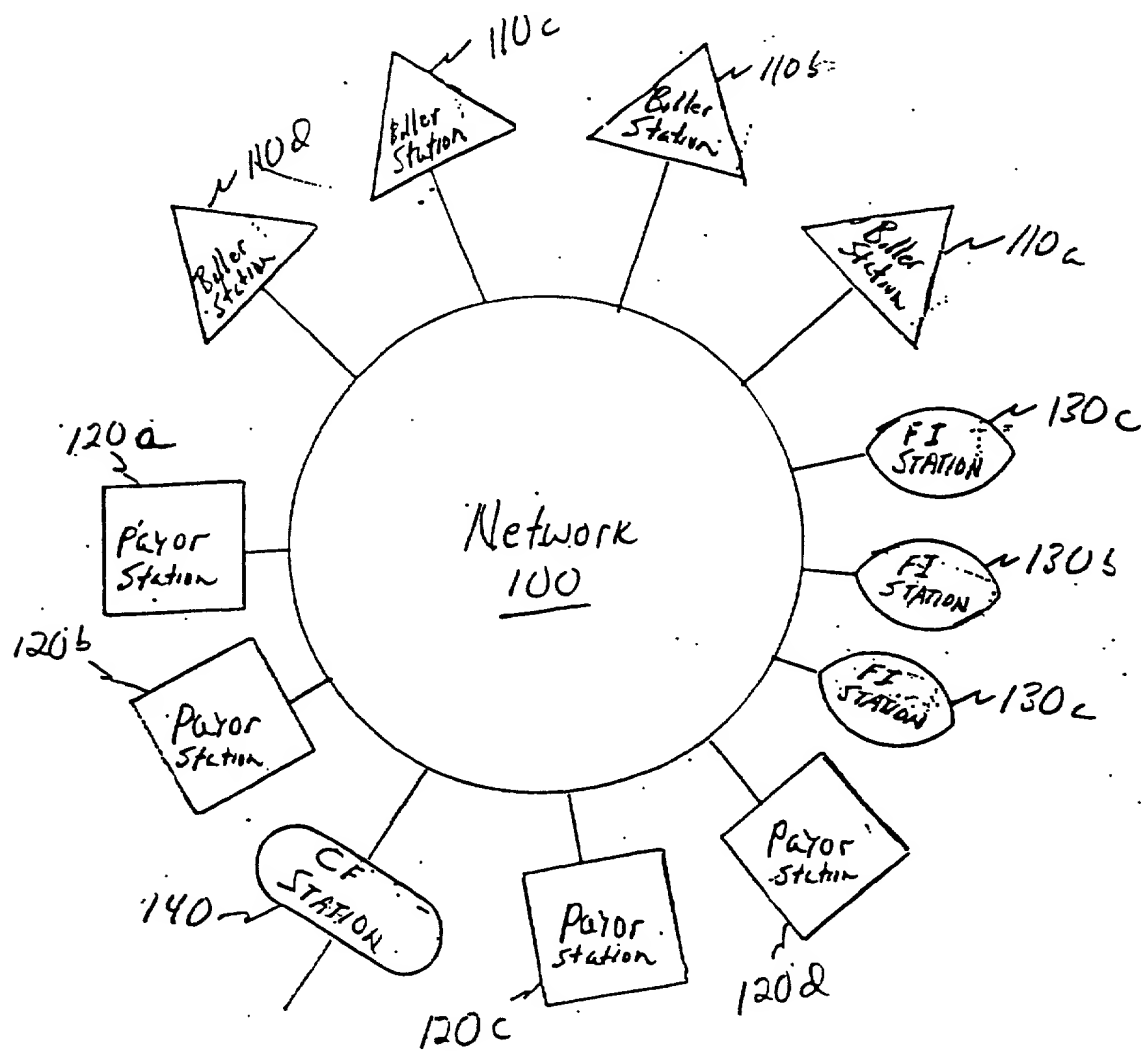 110c
110b
Biller
Station
Biller
Station
110d
Biller
Station
Biller
Station
110a
130c
FI
STATION
120a
Payor
Station
Network
100
FI
STATION
130b
120b
Payor
Station
FI
STATION
130c
CF
STATION
140
Payor
Station
120c
Payor
Station
120d